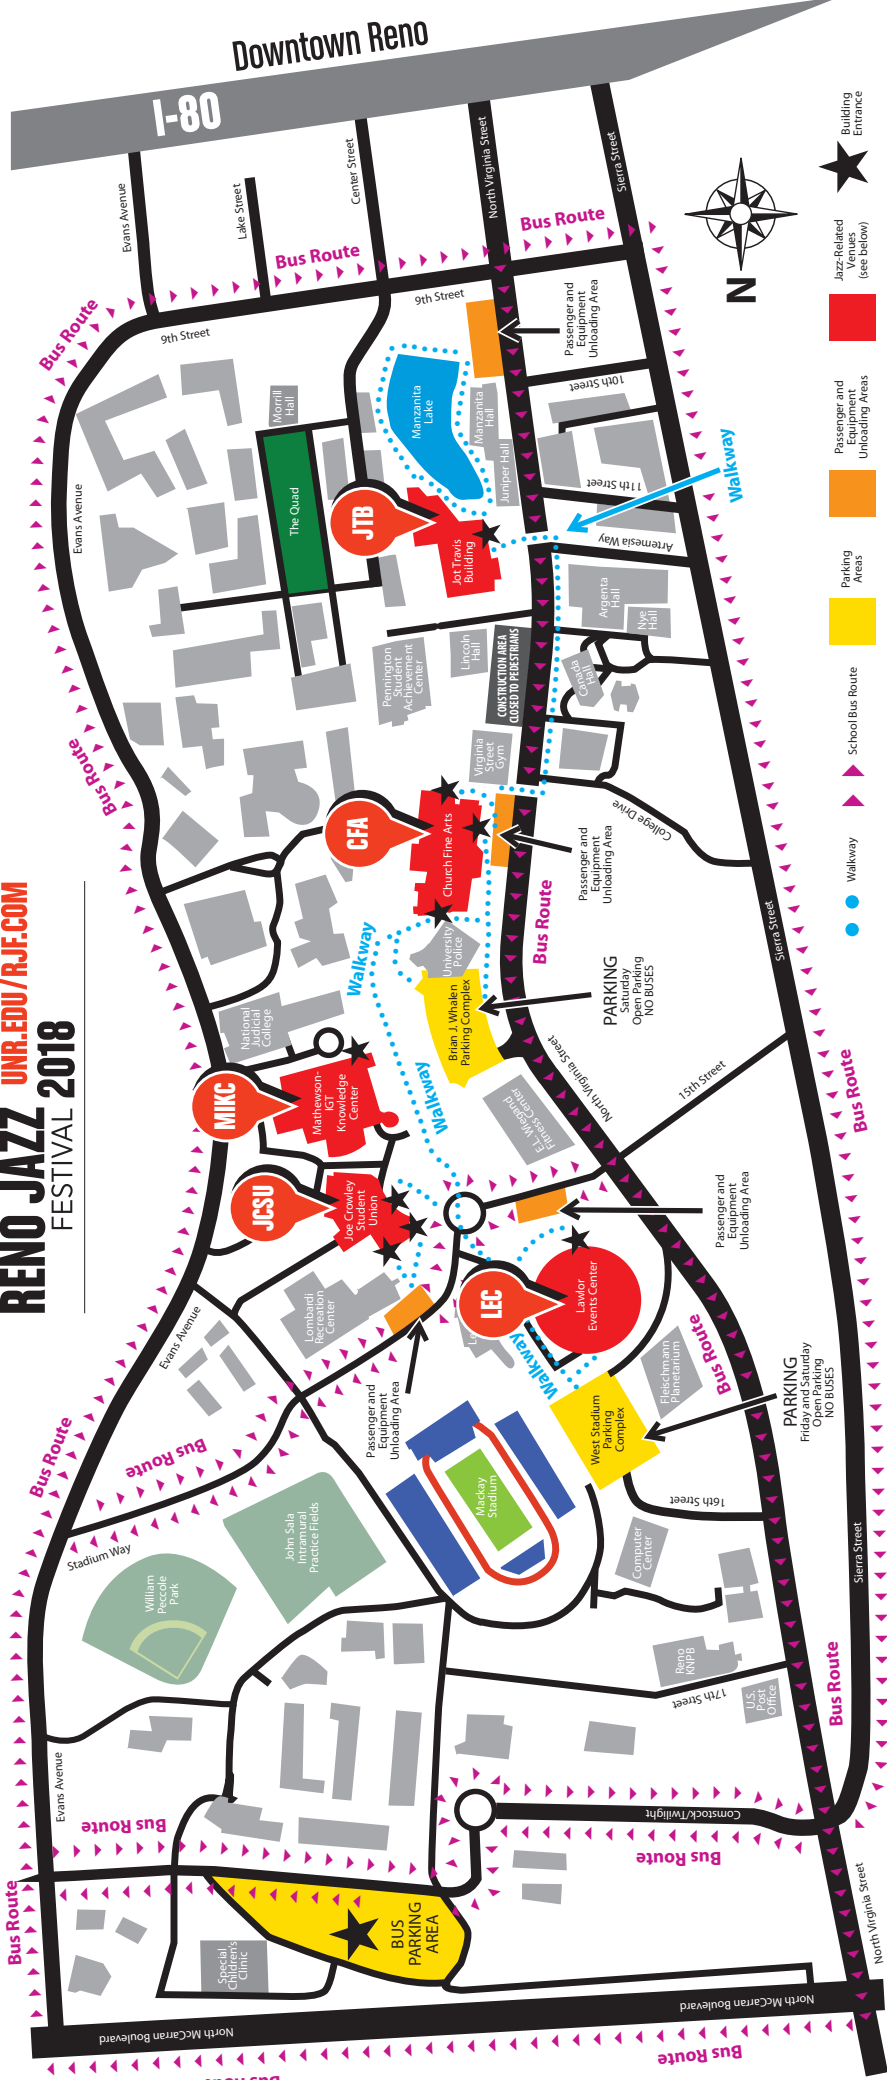 Downtown Reno
I-80
Evans Avenue
Lake Street
Center Street
North Virginia Street
Sierra Street
Building
Entrance
Bus Route
Bus Route
Bus Route
N
Jazz-Related
Venues
(see below)
9th Street
9th Street
Passenger and
Equipment
Unloading Area
10th Street
Morrill
Hall
Manzanita
Lake
Manzanita
Hall
Juniper Hall
Passenger and
Equipment
Unloading Areas
Walkway
11th Street
Evans Avenue
The Quad
JTB
Jot Travis
Building
Artemesia Way
Parking
Areas
Argenta
Hall
Nye
Hall
Pennington
Student
Achievement
Center
Lincoln
Hall
CONSTRUCTION AREA
CLOSED TO PEDESTRIANS
Canada
Hall
School Bus Route
Bus Route
Virginia
Street
Gym
CFA
Church Fine Arts
College Drive
Passenger and
Equipment
Unloading Area
Walkway
RENO JAZZ
FESTIVAL 2018
UNR.EDU/RJF.COM
Bus Route
Sierra Street
Walkway
University
Police
Brian J. Whalen
Parking Complex
PARKING
Saturday
Open Parking
NO BUSES
National
Judicial
College
MIKC
Mathewson-
IGT
Knowledge
Center
Walkway
E.L. Wiegand
Fitness Center
North Virginia Street
15th Street
Bus Route
JCSU
Joe Crowley
Student
Union
Passenger and
Equipment
Unloading Area
LEC
Lawlor
Events Center
Lombardi
Recreation
Center
Evans Avenue
Walkway
Fleischmann
Planetarium
Bus Route
Passenger and
Equipment
Unloading Area
West Stadium
Parking
Complex
PARKING
Friday and Saturday
Open Parking
NO BUSES
Bus Route
Bus Route
Mackay
Stadium
16th Street
Stadium Way
John Sala
Intramural
Practice Fields
Computer
Center
Sierra Street
William
Peccole
Park
Reno
KNPB
17th Street
U.S.
Post
Office
Bus Route
Evans Avenue
Bus Route
Comstock/Twilight
Bus Route
Bus Route
BUS
PARKING
AREA
Special
Children's
Clinic
North Virginia Street
North McCarran Boulevard
North McCarran Boulevard
Bus Route